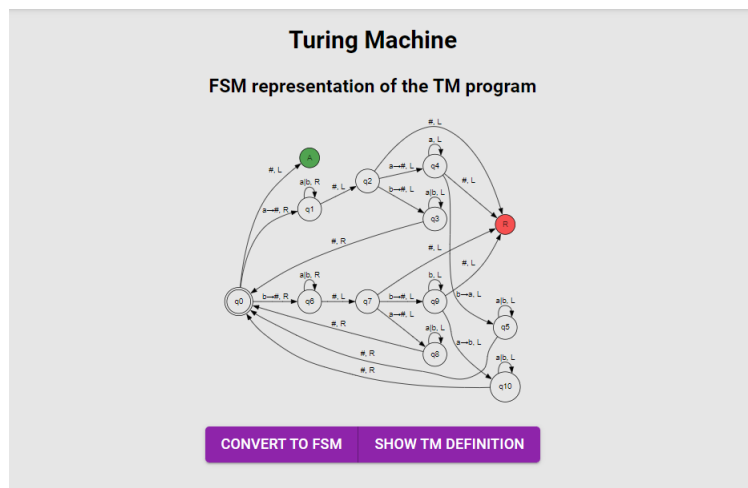 Turing Machine
FSM representation of the TM program
#, L
a, L
#, L
A
q2
a→#, L
q4
a|b, R
#, L
b→#, L
a|b, L
#, L
a→#, R
q1
q3
R
#, R
#, L
#, L
a|b, R
b, L
q0
b→#, R
q6
#, L
q7
b→#, L
q9
b→a, L
a|b, L
a→#, L
#, R
a|b, L
q5
a→b, L
q8
#, R
a|b, L
#, R
q10
CONVERT TO FSM
SHOW TM DEFINITION